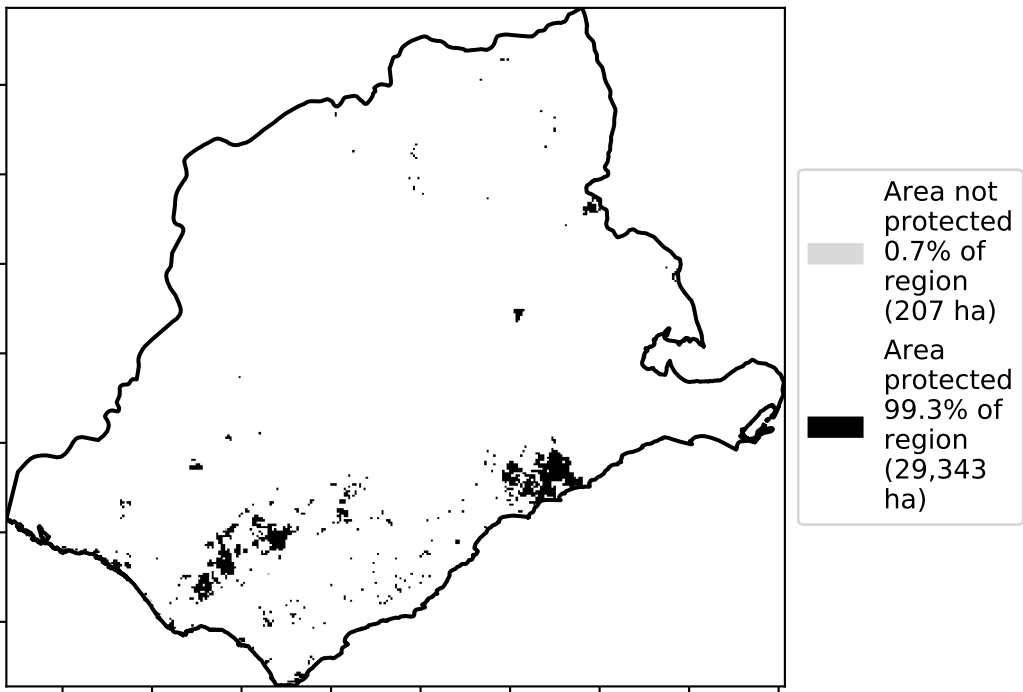 Area not
protected
0.7% of
region
(207 ha)
Area
protected
99.3% of
region
(29,343
ha)